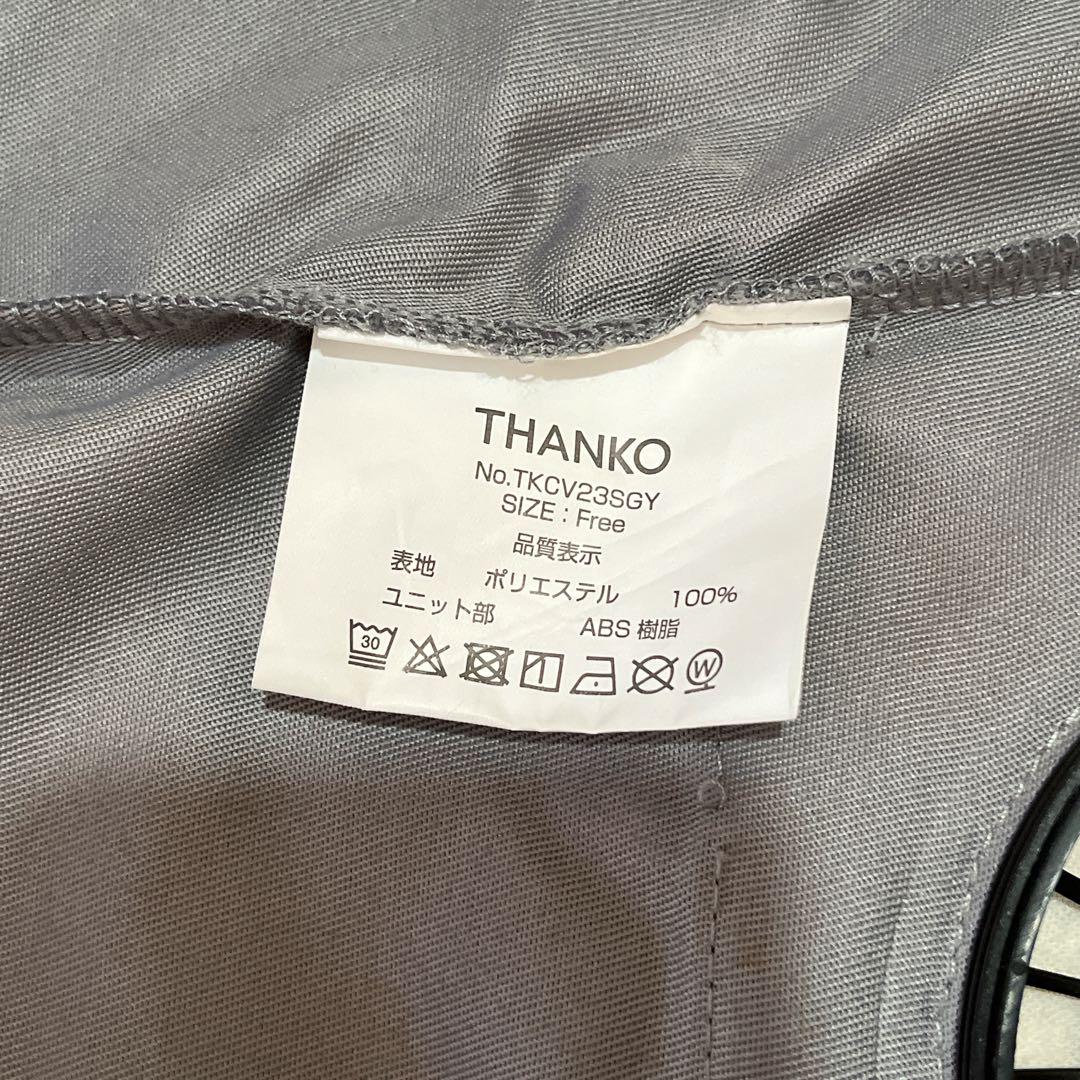 THANKO
No.TKCV23SGY
SIZE : Free
品質表示
表地 ポリエステル 100%
ユニット部 ABS 樹脂
30 W